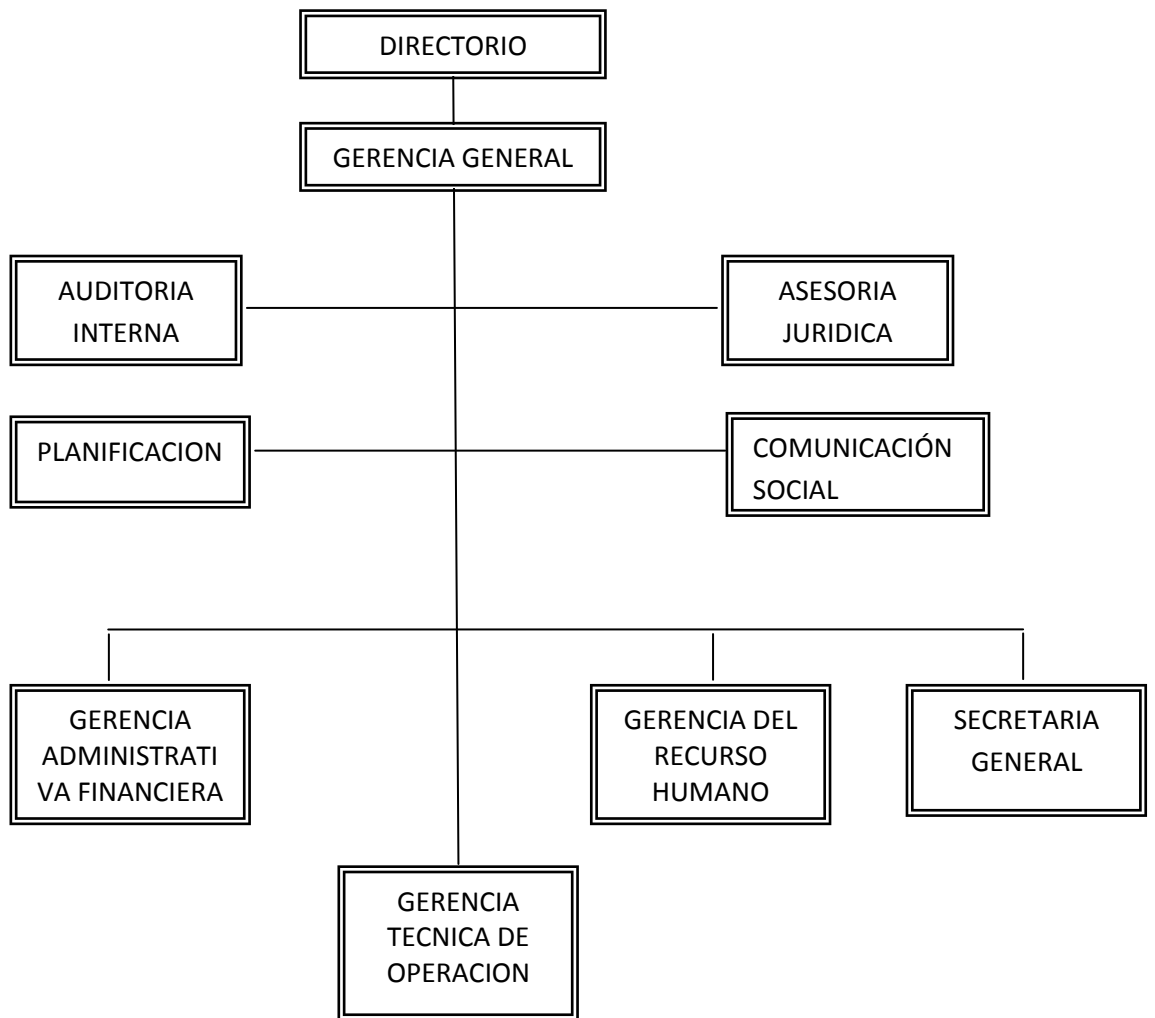 DIRECTORIO
GERENCIA GENERAL
AUDITORIA
INTERNA
ASESORIA
JURIDICA
PLANIFICACION
COMUNICACIÓN
SOCIAL
GERENCIA
ADMINISTRATI
VA FINANCIERA
GERENCIA DEL
RECURSO
HUMANO
SECRETARIA
GENERAL
GERENCIA
TECNICA DE
OPERACION